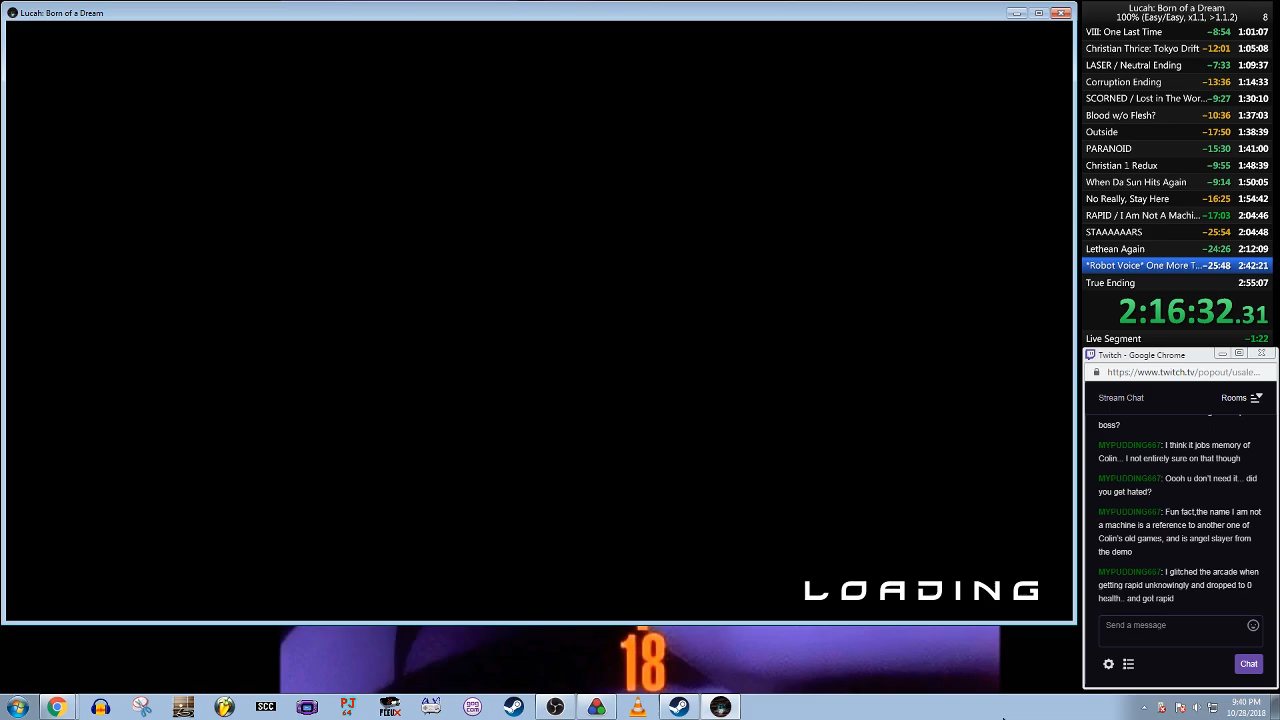 Lucah: Born of a Dream
LOADING
18
Lucah: Born of a Dream
100% (Easy/Easy, x1.1, >1.1.2) 8
VIII: One Last Time −8:54 1:01:07
Christian Thrice: Tokyo Drift −12:01 1:05:08
LASER / Neutral Ending −7:33 1:09:37
Corruption Ending −13:36 1:14:33
SCORNED / Lost in The Wor... −9:27 1:30:10
Blood w/o Flesh? −10:36 1:37:03
Outside −17:50 1:38:39
PARANOID −15:30 1:41:00
Christian 1 Redux −9:55 1:48:39
When Da Sun Hits Again −9:14 1:50:05
No Really, Stay Here −16:25 1:54:42
RAPID / I Am Not A Machi... −17:03 2:04:46
STAAAAAARS −25:54 2:04:48
Lethean Again −24:26 2:12:09
*Robot Voice* One More T... −25:48 2:42:21
True Ending 2:55:07
2:16:32.31
Live Segment −1:22
Twitch - Google Chrome
https://www.twitch.tv/popout/usale...
Stream Chat Rooms
boss?
MYPUDDING667: I think it jobs memory of
Colin... I not entirely sure on that though
MYPUDDING667: Oooh u don't need it... did
you get hated?
MYPUDDING667: Fun fact,the name I am not
a machine is a reference to another one of
Colin's old games, and is angel slayer from
the demo
MYPUDDING667: I glitched the arcade when
getting rapid unknowingly and dropped to 0
health.. and got rapid
Send a message
Chat
SCC
PJ
64
gog
com
9:40 PM
10/28/2018